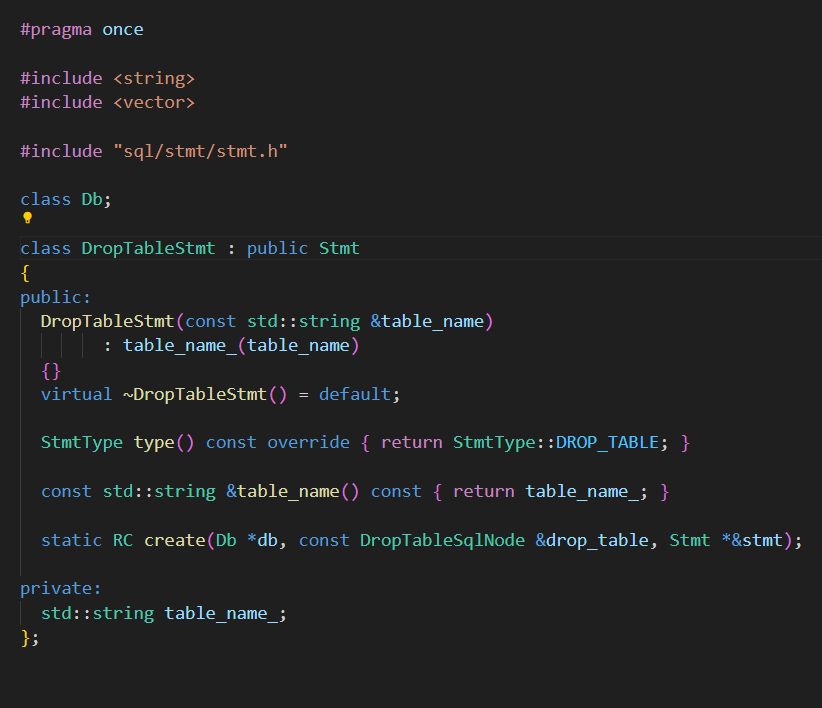 #pragma once
#include <string>
#include <vector>
#include "sql/stmt/stmt.h"
class Db;
class DropTableStmt : public Stmt
{
public:
  DropTableStmt(const std::string &table_name)
        : table_name_(table_name)
  {}
  virtual ~DropTableStmt() = default;
  StmtType type() const override { return StmtType::DROP_TABLE; }
  const std::string &table_name() const { return table_name_; }
  static RC create(Db *db, const DropTableSqlNode &drop_table, Stmt *&stmt);
private:
  std::string table_name_;
};